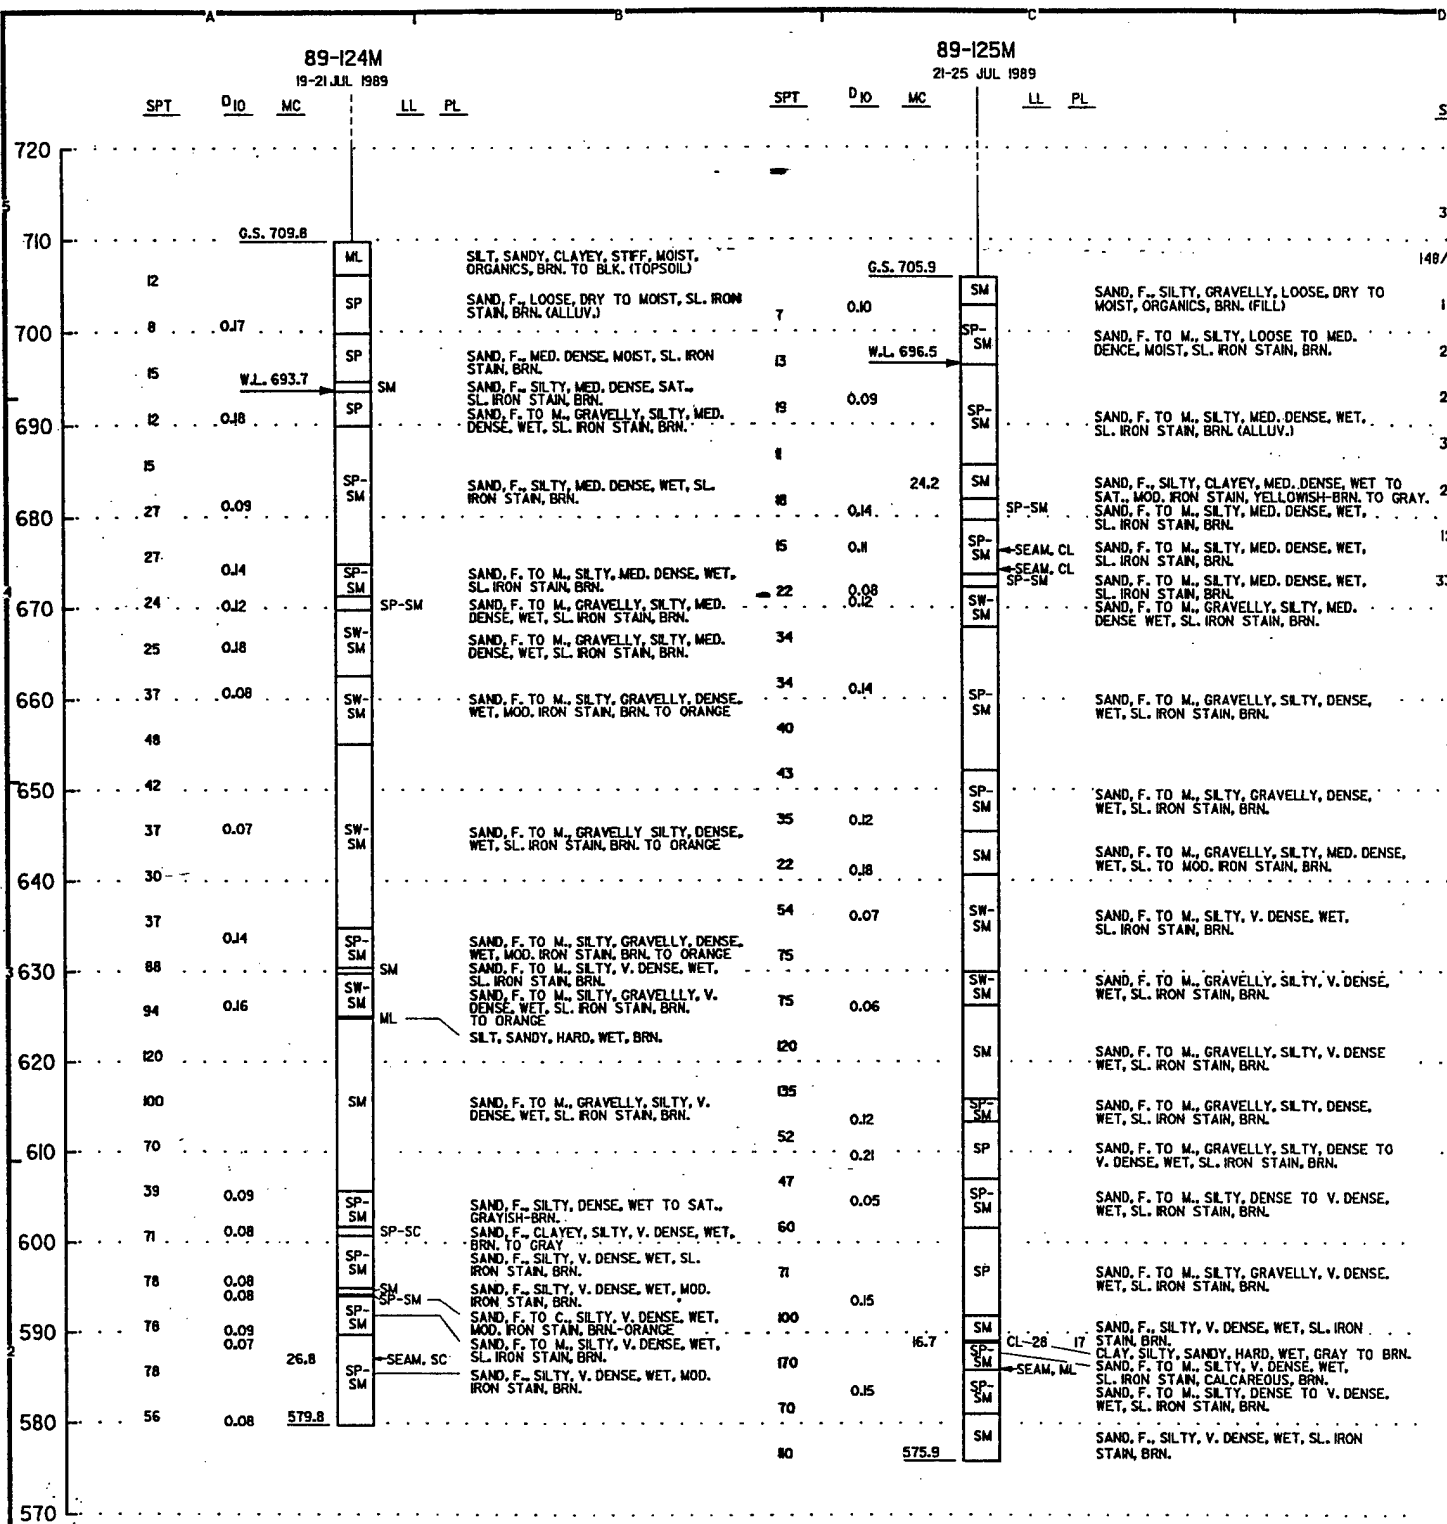 A B C D
89-124M
19-21 JUL 1989
SPT D10 MC LL PL
720
710
700
690
680
670
660
650
640
630
620
610
600
590
580
570
5
4
3
2
G.S. 709.8
W.L. 693.7
12
8 0.17
15
12 0.18
15
27 0.09
27
0.14
24 0.12
25 0.18
37 0.08
48
42
37 0.07
30
37
0.14
88
94 0.16
120
100
70
39 0.09
71 0.08
78 0.08
0.08
78 0.09
0.07
26.8
78
56 0.08 579.8
ML
SP
SP
SM
SP
SP-
SM
SP-
SM
SP-SM
SW-
SM
SW-
SM
SW-
SM
SP-
SM
SM
SW-
SM
ML
SM
SP-
SM
SP-SC
SP-
SM
SM
SP-SM
SP-
SM
SEAM, SC
SP-
SM
SILT, SANDY, CLAYEY, STIFF, MOIST,
ORGANICS, BRN. TO BLK. (TOPSOIL)
SAND, F., LOOSE, DRY TO MOIST, SL. IRON
STAIN, BRN. (ALLUV.)
SAND, F., MED. DENSE, MOIST, SL. IRON
STAIN, BRN.
SAND, F., SILTY, MED. DENSE, SAT.,
SL. IRON STAIN, BRN.
SAND, F. TO M., GRAVELLY, SILTY, MED.
DENSE, WET, SL. IRON STAIN, BRN.
SAND, F., SILTY, MED. DENSE, WET, SL.
IRON STAIN, BRN.
SAND, F. TO M., SILTY, MED. DENSE, WET,
SL. IRON STAIN, BRN.
SAND, F. TO M., GRAVELLY, SILTY, MED.
DENSE, WET, SL. IRON STAIN, BRN.
SAND, F. TO M., GRAVELLY, SILTY, MED.
DENSE, WET, SL. IRON STAIN, BRN.
SAND, F. TO M., SILTY, GRAVELLY, DENSE,
WET, MOD. IRON STAIN, BRN. TO ORANGE
SAND, F. TO M., GRAVELLY SILTY, DENSE,
WET, SL. IRON STAIN, BRN. TO ORANGE
SAND, F. TO M., SILTY, GRAVELLY, DENSE,
WET, MOD. IRON STAIN, BRN. TO ORANGE
SAND, F. TO M., SILTY, V. DENSE, WET,
SL. IRON STAIN, BRN.
SAND, F. TO M., SILTY, GRAVELLLY, V.
DENSE, WET, SL. IRON STAIN, BRN.
TO ORANGE
SILT, SANDY, HARD, WET, BRN.
SAND, F. TO M., GRAVELLY, SILTY, V.
DENSE, WET, SL. IRON STAIN, BRN.
SAND, F., SILTY, DENSE, WET TO SAT.,
GRAYISH-BRN.
SAND, F., CLAYEY, SILTY, V. DENSE, WET,
BRN. TO GRAY
SAND, F., SILTY, V. DENSE, WET, SL.
IRON STAIN, BRN.
SAND, F., SILTY, V. DENSE, WET, MOD.
IRON STAIN, BRN.
SAND, F. TO C., SILTY, V. DENSE, WET,
MOD. IRON STAIN, BRN.-ORANGE
SAND, F. TO M., SILTY, V. DENSE, WET,
SL. IRON STAIN, BRN.
SAND, F., SILTY, V. DENSE, WET, MOD.
IRON STAIN, BRN.
89-125M
21-25 JUL 1989
SPT D10 MC LL PL
G.S. 705.9
W.L. 696.5
7 0.10
13
19 0.09
11
24.2
18 0.14
15 0.11
22 0.08
0.12
34
34 0.14
40
43
35 0.12
22 0.18
54 0.07
75
75 0.06
120
135
0.12
52
0.21
47
0.05
60
71
0.15
100
16.7
170
0.15
70
575.9
SM
SP-
SM
SP-
SM
SM
SP-SM
SP-
SM
SEAM, CL
SEAM, CL
SP-SM
SW-
SM
SP-
SM
SP-
SM
SM
SW-
SM
SW-
SM
SM
SP-
SM
SP
SP-
SM
SP
SM
CL 28 17
SP-
SM
SEAM, ML
SP-
SM
SM
SAND, F., SILTY, GRAVELLY, LOOSE, DRY TO
MOIST, ORGANICS, BRN. (FILL)
SAND, F. TO M., SILTY, LOOSE TO MED.
DENCE, MOIST, SL. IRON STAIN, BRN.
SAND, F. TO M., SILTY, MED. DENSE, WET,
SL. IRON STAIN, BRN. (ALLUV.)
SAND, F., SILTY, CLAYEY, MED. DENSE, WET TO
SAT., MOD. IRON STAIN, YELLOWISH-BRN. TO GRAY.
SAND, F. TO M., SILTY, MED. DENSE, WET,
SL. IRON STAIN, BRN.
SAND, F. TO M., SILTY, MED. DENSE, WET,
SL. IRON STAIN, BRN.
SAND, F. TO M., SILTY, MED. DENSE, WET,
SL. IRON STAIN, BRN.
SAND, F. TO M., GRAVELLY, SILTY, MED.
DENSE WET, SL. IRON STAIN, BRN.
SAND, F. TO M., GRAVELLY, SILTY, DENSE,
WET, SL. IRON STAIN, BRN.
SAND, F. TO M., SILTY, GRAVELLY, DENSE,
WET, SL. IRON STAIN, BRN.
SAND, F. TO M., GRAVELLY, SILTY, MED. DENSE,
WET, SL. TO MOD. IRON STAIN, BRN.
SAND, F. TO M., SILTY, V. DENSE, WET,
SL. IRON STAIN, BRN.
SAND, F. TO M., GRAVELLY, SILTY, V. DENSE,
WET, SL. IRON STAIN, BRN.
SAND, F. TO M., GRAVELLY, SILTY, V. DENSE
WET, SL. IRON STAIN, BRN.
SAND, F. TO M., GRAVELLY, SILTY, DENSE,
WET, SL. IRON STAIN, BRN.
SAND, F. TO M., GRAVELLY, SILTY, DENSE TO
V. DENSE, WET, SL. IRON STAIN, BRN.
SAND, F. TO M., SILTY, DENSE TO V. DENSE,
WET, SL. IRON STAIN, BRN.
SAND, F. TO M., SILTY, GRAVELLY, V. DENSE,
WET, SL. IRON STAIN, BRN.
SAND, F., SILTY, V. DENSE, WET, SL. IRON
STAIN, BRN.
CLAY, SILTY, SANDY, HARD, WET, GRAY TO BRN.
SAND, F. TO M., SILTY, V. DENSE, WET,
SL. IRON STAIN, CALCAREOUS, BRN.
SAND, F. TO M., SILTY, DENSE TO V. DENSE,
WET, SL. IRON STAIN, BRN.
SAND, F., SILTY, V. DENSE, WET, SL. IRON
STAIN, BRN.
148/